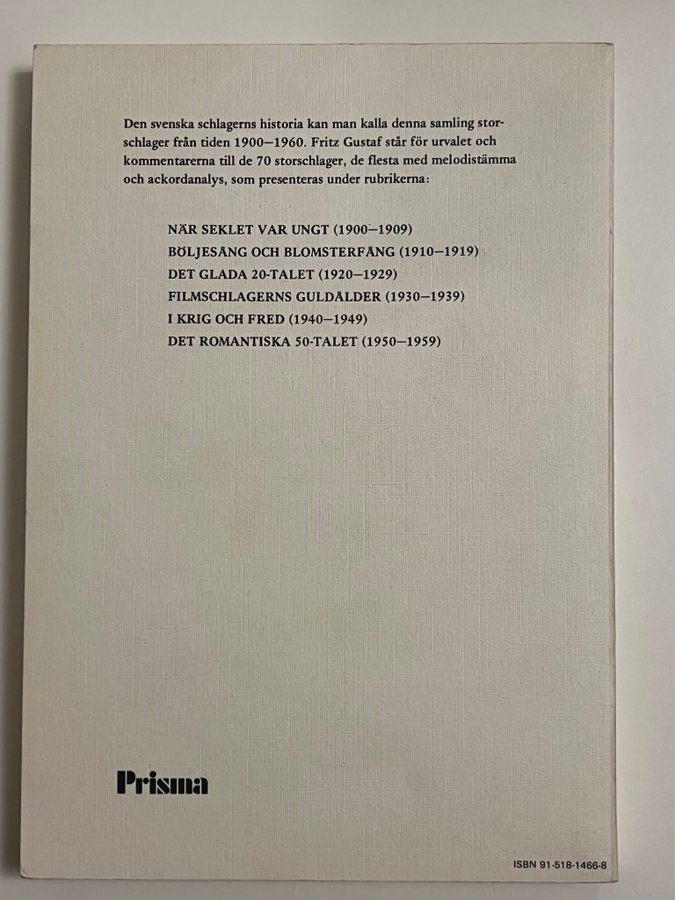 Den svenska schlagerns historia kan man kalla denna samling stor-
schlager från tiden 1900—1960. Fritz Gustaf står för urvalet och
kommentarerna till de 70 storschlager, de flesta med melodistämma
och ackordanalys, som presenteras under rubrikerna:
NÄR SEKLET VAR UNGT (1900—1909)
BÖLJESÅNG OCH BLOMSTERFÅNG (1910—1919)
DET GLADA 20-TALET (1920—1929)
FILMSCHLAGERNS GULDÅLDER (1930—1939)
I KRIG OCH FRED (1940—1949)
DET ROMANTISKA 50-TALET (1950—1959)
Prisma
ISBN 91-518-1466-8